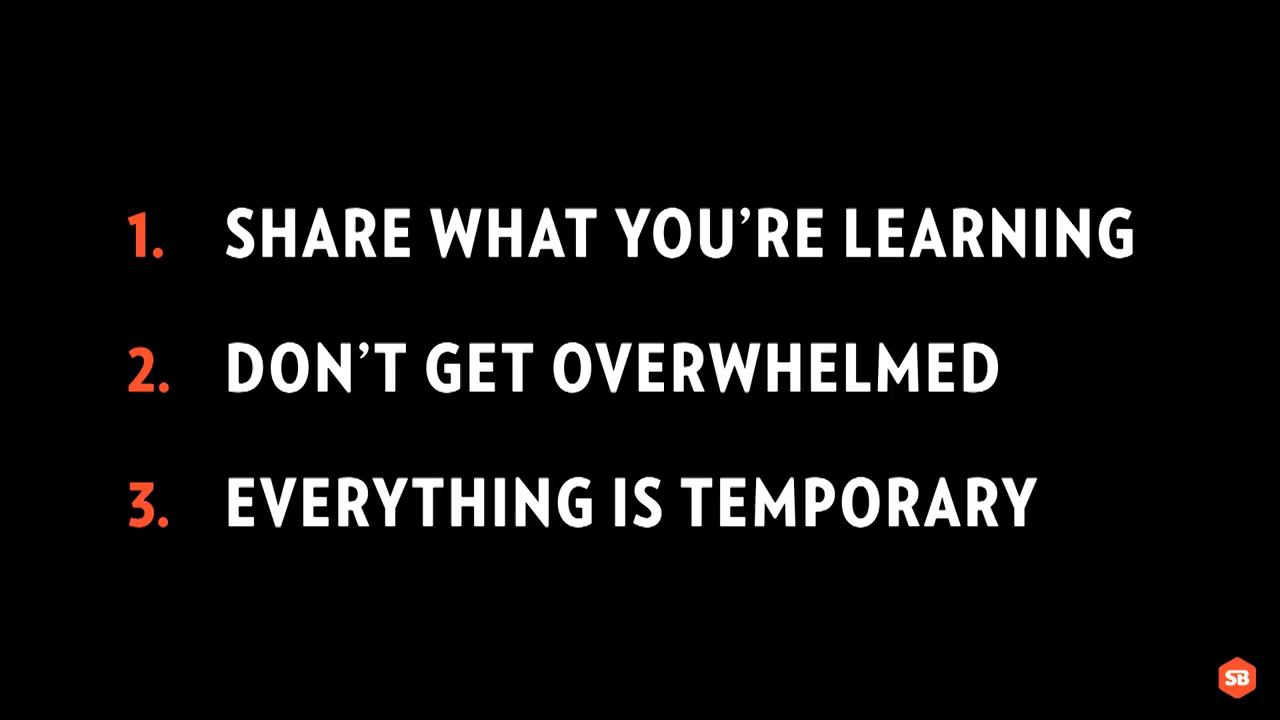 1. SHARE WHAT YOU’RE LEARNING
2. DON’T GET OVERWHELMED
3. EVERYTHING IS TEMPORARY
SB